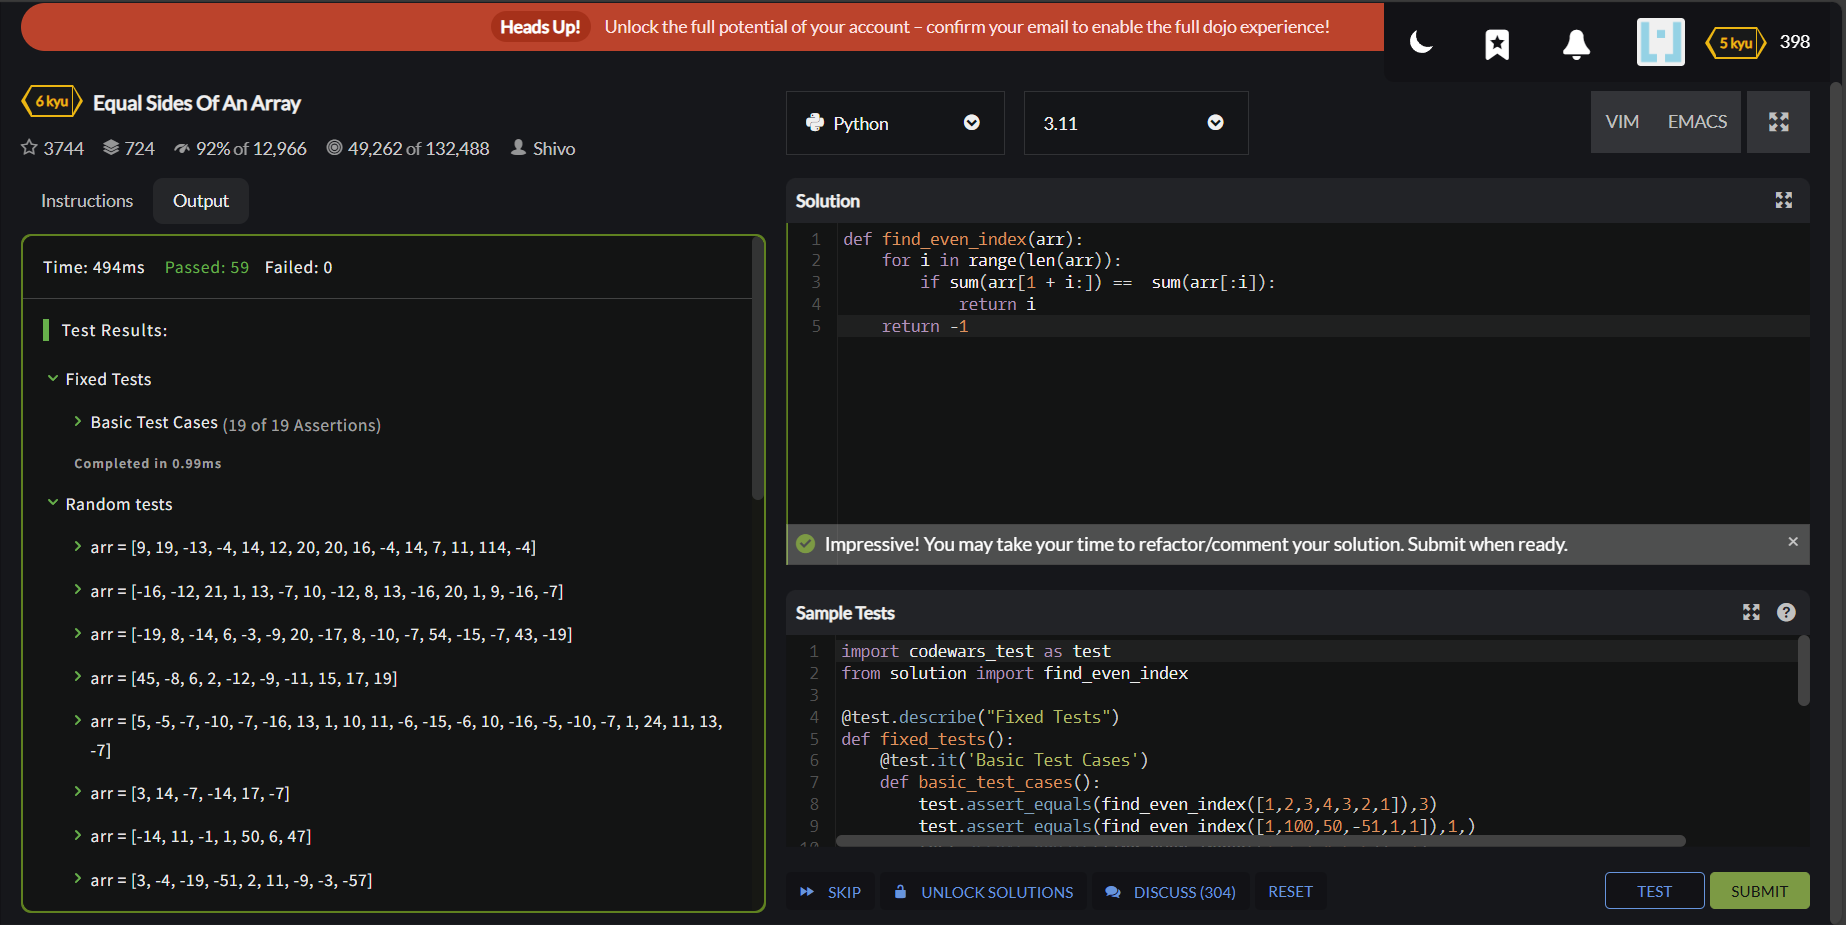 Heads Up! Unlock the full potential of your account – confirm your email to enable the full dojo experience!
5 kyu 398
6 kyu Equal Sides Of An Array
3744 724 92% of 12,966 49,262 of 132,488 Shivo
Instructions Output
Time: 494ms Passed: 59 Failed: 0
Test Results:
Fixed Tests
Basic Test Cases (19 of 19 Assertions)
Completed in 0.99ms
Random tests
arr = [9, 19, -13, -4, 14, 12, 20, 20, 16, -4, 14, 7, 11, 114, -4]
arr = [-16, -12, 21, 1, 13, -7, 10, -12, 8, 13, -16, 20, 1, 9, -16, -7]
arr = [-19, 8, -14, 6, -3, -9, 20, -17, 8, -10, -7, 54, -15, -7, 43, -19]
arr = [45, -8, 6, 2, -12, -9, -11, 15, 17, 19]
arr = [5, -5, -7, -10, -7, -16, 13, 1, 10, 11, -6, -15, -6, 10, -16, -5, -10, -7, 1, 24, 11, 13,
-7]
arr = [3, 14, -7, -14, 17, -7]
arr = [-14, 11, -1, 1, 50, 6, 47]
arr = [3, -4, -19, -51, 2, 11, -9, -3, -57]
Python 3.11 VIM EMACS
Solution
1 def find_even_index(arr):
2     for i in range(len(arr)):
3         if sum(arr[1 + i:]) ==  sum(arr[:i]):
4             return i
5     return -1
Impressive! You may take your time to refactor/comment your solution. Submit when ready. ×
Sample Tests ?
1 import codewars_test as test
2 from solution import find_even_index
3
4 @test.describe("Fixed Tests")
5 def fixed_tests():
6     @test.it('Basic Test Cases')
7     def basic_test_cases():
8         test.assert_equals(find_even_index([1,2,3,4,3,2,1]),3)
9         test.assert_equals(find_even_index([1,100,50,-51,1,1]),1,)
10
SKIP UNLOCK SOLUTIONS DISCUSS (304) RESET TEST SUBMIT